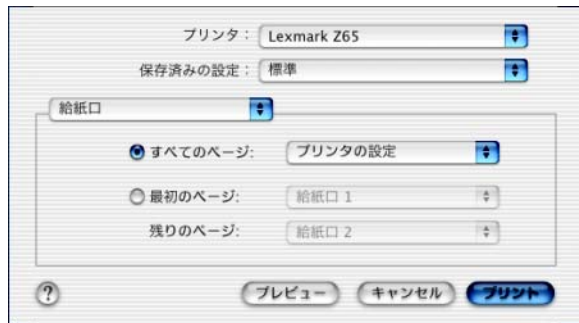 プリンタ： Lexmark Z65
保存済みの設定： 標準
給紙口
すべてのページ: プリンタの設定
最初のページ: 給紙口 1
残りのページ: 給紙口 2
? プレビュー キャンセル プリント